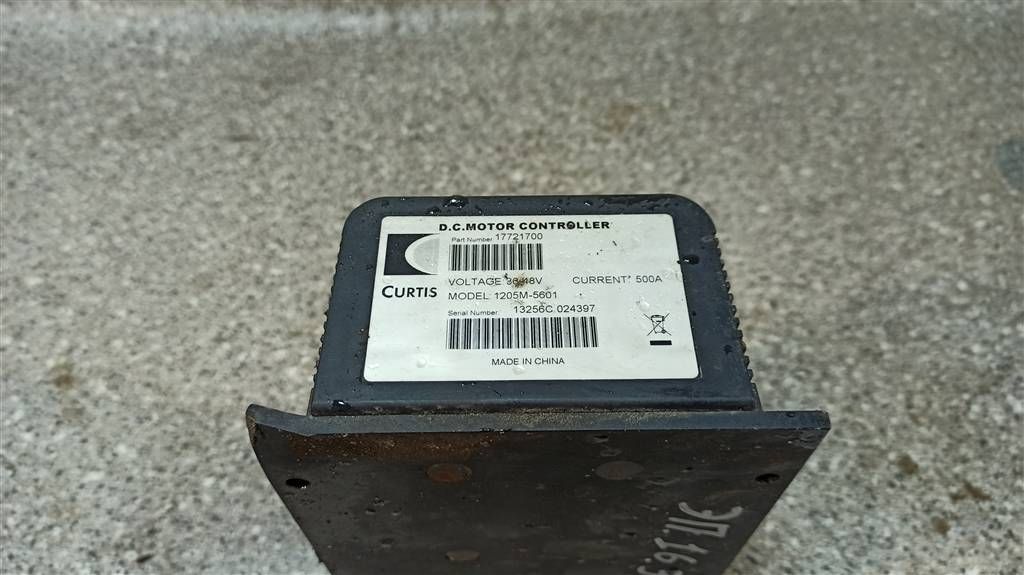 D.C.MOTOR CONTROLLER
Part Number 17721700
VOLTAGE 36-48V CURRENT* 500A
CURTIS
MODEL 1205M-5601
Serial Number: 13256C 024397
MADE IN CHINA